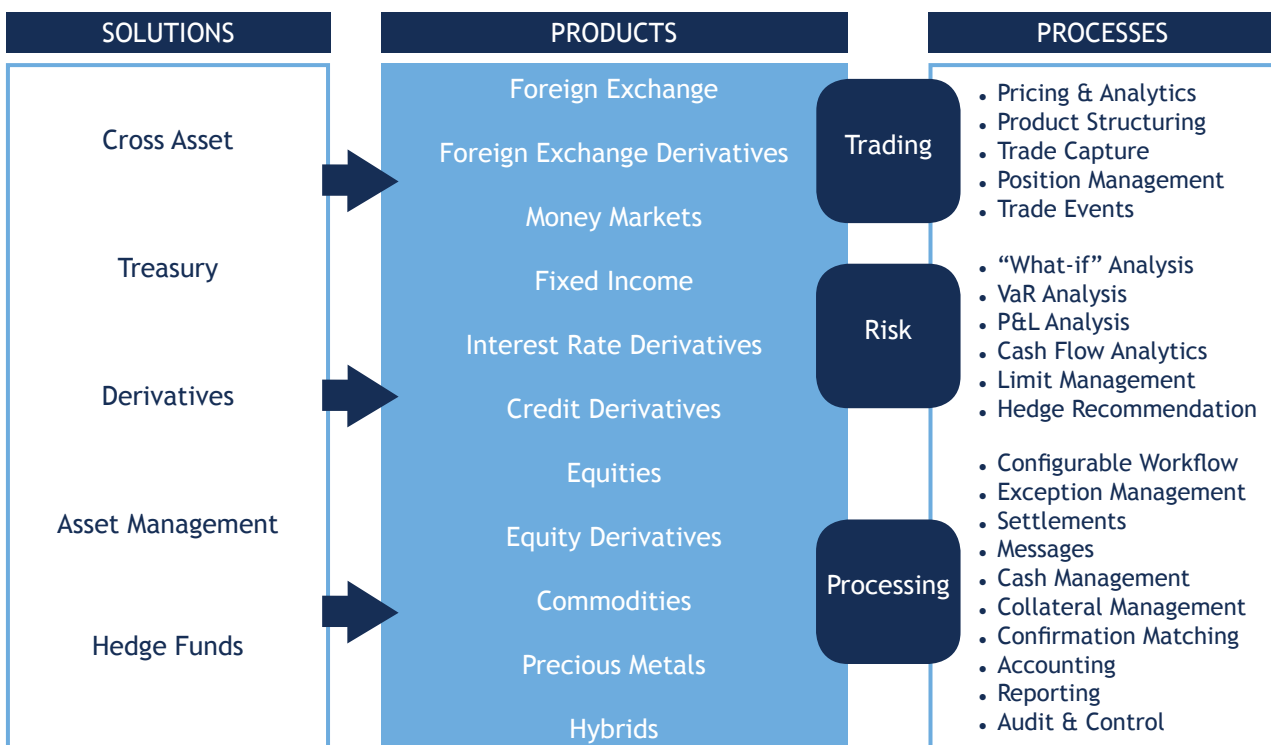 SOLUTIONS
Cross Asset
Treasury
Derivatives
Asset Management
Hedge Funds
PRODUCTS
Foreign Exchange
Foreign Exchange Derivatives
Money Markets
Fixed Income
Interest Rate Derivatives
Credit Derivatives
Equities
Equity Derivatives
Commodities
Precious Metals
Hybrids
PROCESSES
Trading
• Pricing & Analytics
• Product Structuring
• Trade Capture
• Position Management
• Trade Events
Risk
• “What-if” Analysis
• VaR Analysis
• P&L Analysis
• Cash Flow Analytics
• Limit Management
• Hedge Recommendation
Processing
• Configurable Workflow
• Exception Management
• Settlements
• Messages
• Cash Management
• Collateral Management
• Confirmation Matching
• Accounting
• Reporting
• Audit & Control